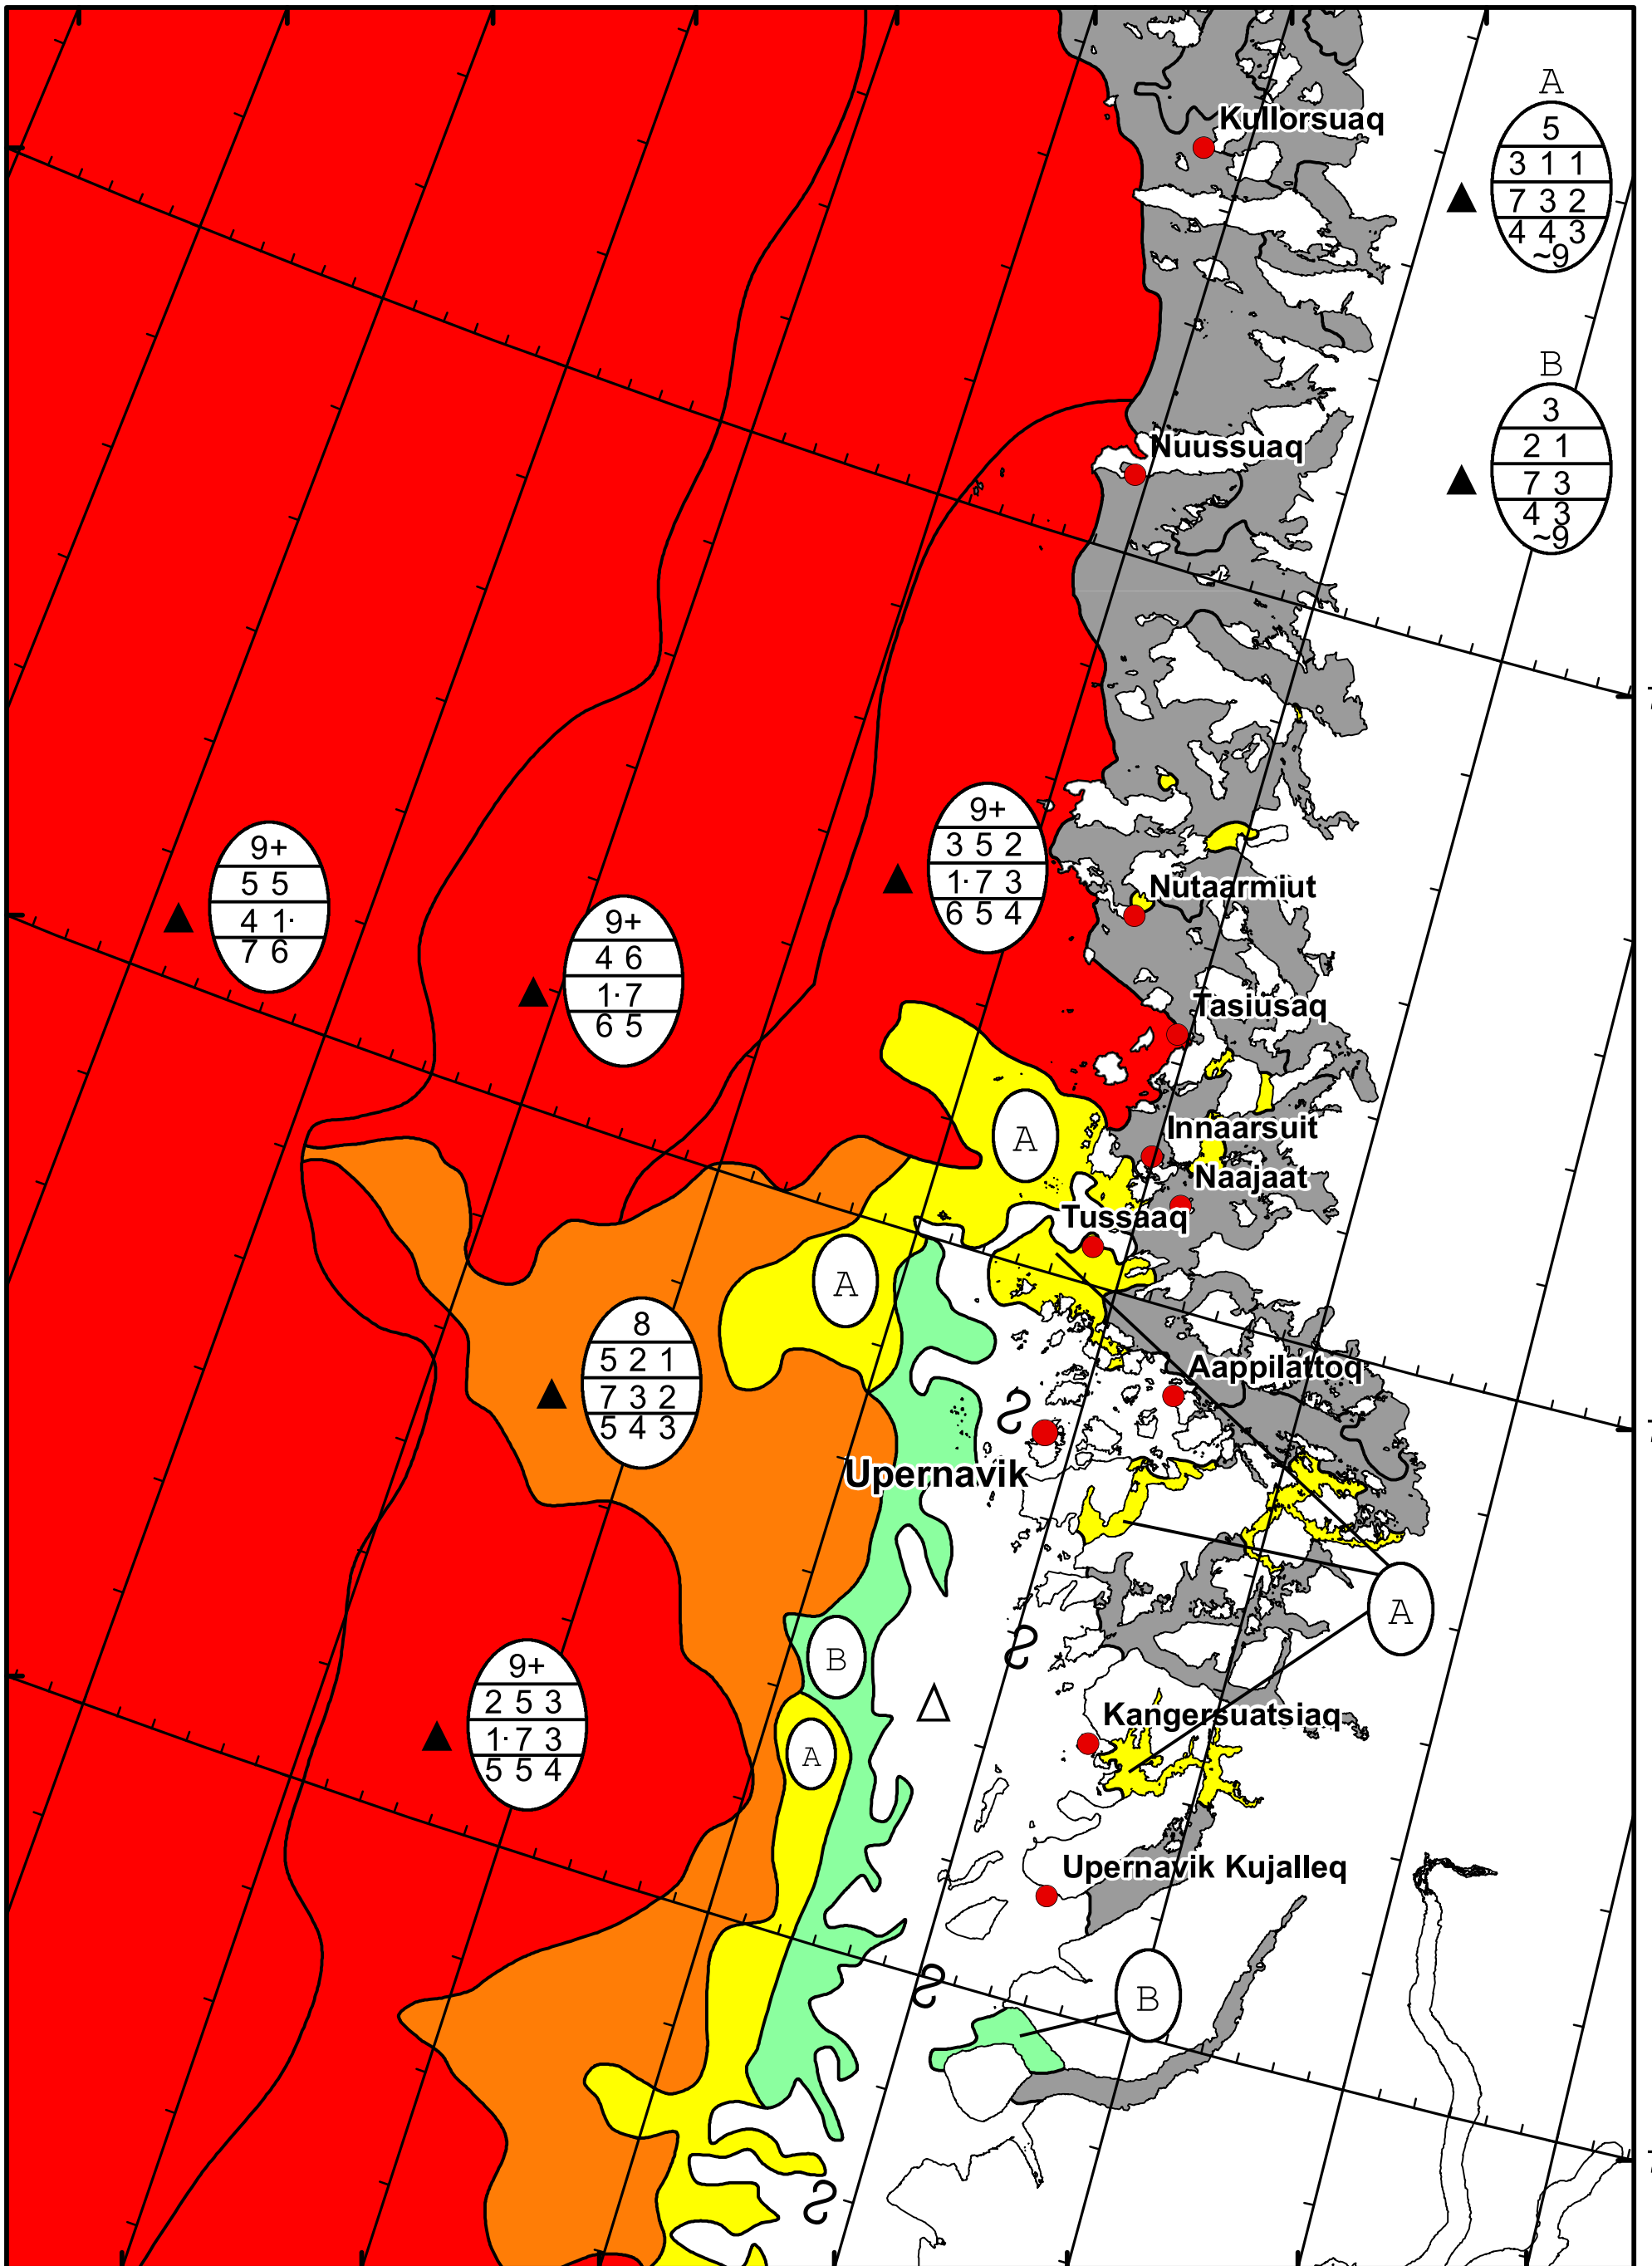 A
5
3 1 1
7 3 2
4 4 3
~9
Kullorsuaq
B
3
2 1
7 3
4 3
~9
Nuussuaq
9+
3 5 2
1· 7 3
6 5 4
9+
5 5
4 1·
7 6
9+
4 6
1· 7
6 5
Nutaarmiut
Tasiusaq
A
Innaarsuit
Naajaat
Tussaaq
A
8
5 2 1
7 3 2
5 4 3
Aappilattoq
Upernavik
A
B
9+
2 5 3
1· 7 3
5 5 4
A
Kangersuatsiaq
Upernavik Kujalleq
B